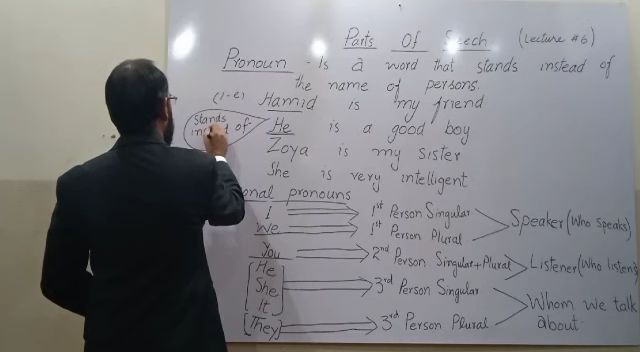 Parts Of Speech (Lecture #6)
Pronoun - Is a word that stands instead of
the name of persons.
(i-e) Hamid is my friend
stands
of
He is a good boy
Zoya is my Sister
She is very intelligent
onal pronouns
I 1st Person Singular
We 1st Person Plural
Speaker (Who speaks)
You 2nd Person Singular+Plural
Listener (Who listens)
He
She 3rd Person Singular
It
Whom we talk
about
They 3rd Person Plural